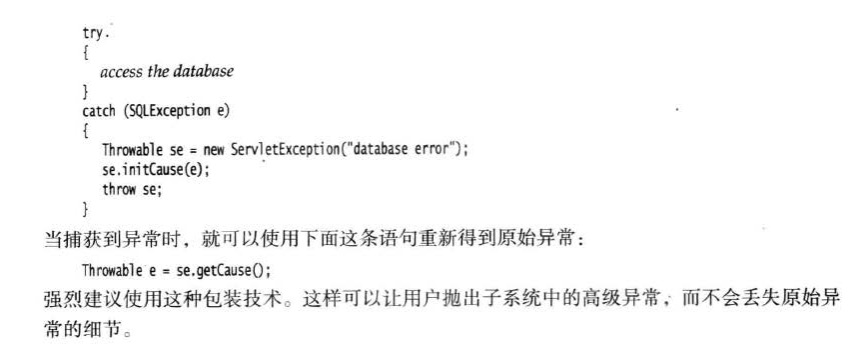 try
{
access the database
}
catch (SQLException e)
{
Throwable se = new ServletException("database error");
se.initCause(e);
throw se;
}
当捕获到异常时，就可以使用下面这条语句重新得到原始异常：
Throwable e = se.getCause();
强烈建议使用这种包装技术。这样可以让用户抛出子系统中的高级异常，而不会丢失原始异
常的细节。